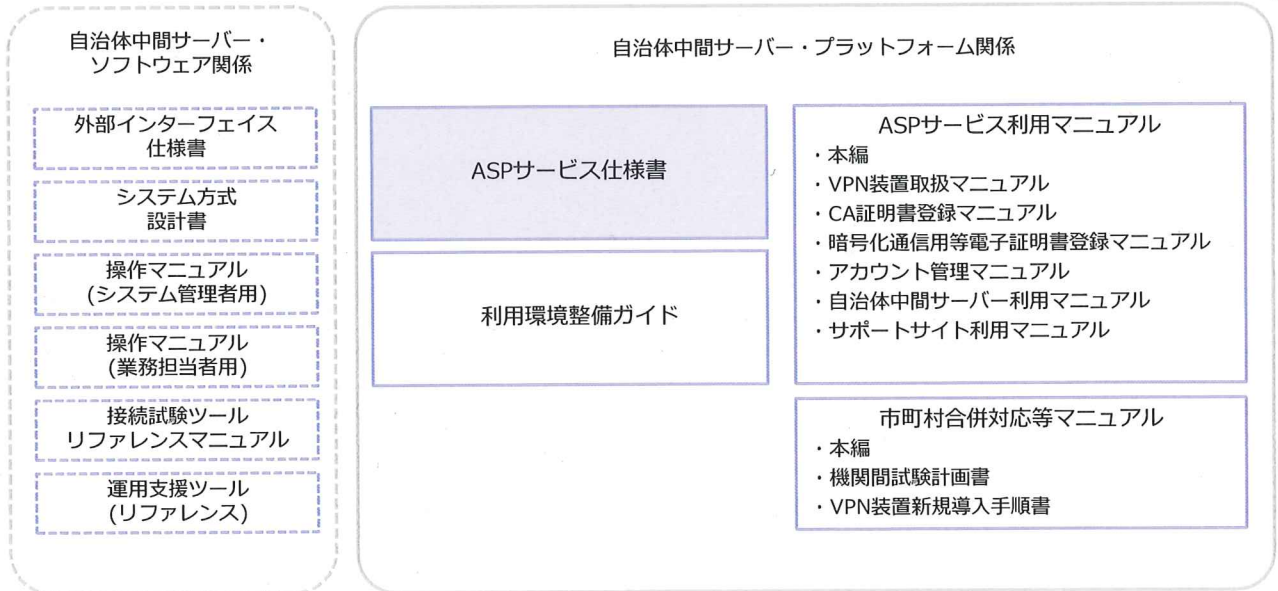 自治体中間サーバー・
ソフトウェア関係
外部インターフェイス
仕様書
システム方式
設計書
操作マニュアル
(システム管理者用)
操作マニュアル
(業務担当者用)
接続試験ツール
リファレンスマニュアル
運用支援ツール
(リファレンス)
自治体中間サーバー・プラットフォーム関係
ASPサービス仕様書
利用環境整備ガイド
ASPサービス利用マニュアル
・本編
・VPN装置取扱マニュアル
・CA証明書登録マニュアル
・暗号化通信用等電子証明書登録マニュアル
・アカウント管理マニュアル
・自治体中間サーバー利用マニュアル
・サポートサイト利用マニュアル
市町村合併対応等マニュアル
・本編
・機関間試験計画書
・VPN装置新規導入手順書